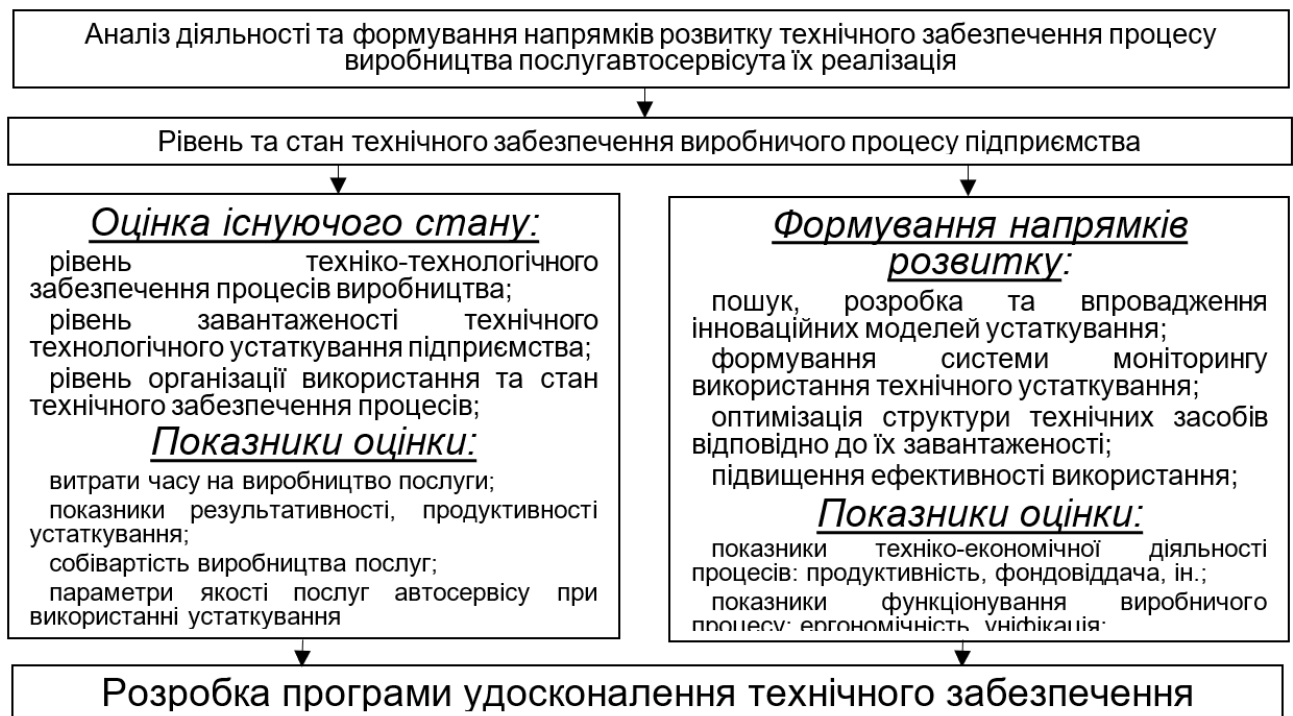 Аналіз діяльності та формування напрямків розвитку технічного забезпечення процесу
виробництва послугавтосервісута їх реалізація
Рівень та стан технічного забезпечення виробничого процесу підприємства
Оцінка існуючого стану:
рівень техніко-технологічного
забезпечення процесів виробництва;
рівень завантаженості технічного
технологічного устаткування підприємства;
рівень організації використання та стан
технічного забезпечення процесів;
Показники оцінки:
витрати часу на виробництво послуги;
показники результативності, продуктивності
устаткування;
собівартість виробництва послуг;
параметри якості послуг автосервісу при
використанні устаткування
Формування напрямків
розвитку:
пошук, розробка та впровадження
інноваційних моделей устаткування;
формування системи моніторингу
використання технічного устаткування;
оптимізація структури технічних засобів
відповідно до їх завантаженості;
підвищення ефективності використання;
Показники оцінки:
показники техніко-економічної діяльності
процесів: продуктивність, фондовіддача, ін.;
показники функціонування виробничого
процесу: ергономічність, уніфікація;
Розробка програми удосконалення технічного забезпечення